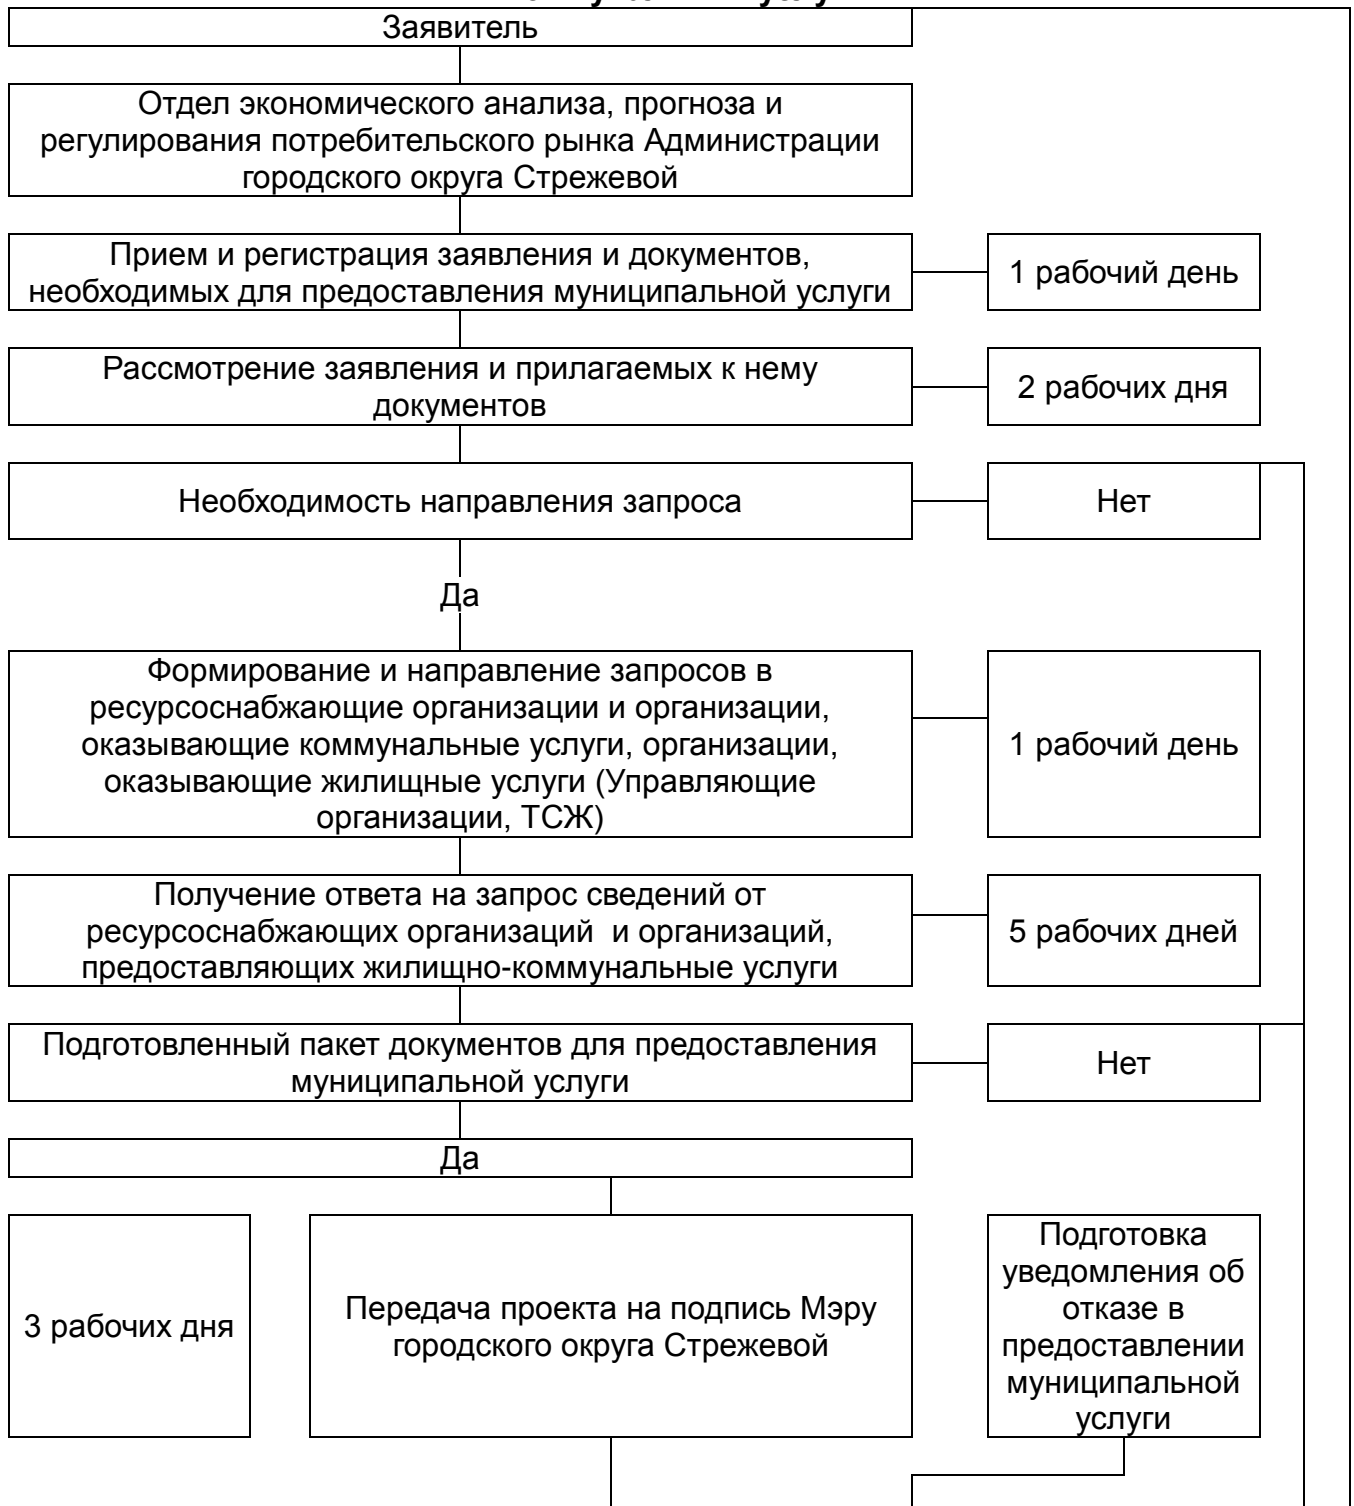 Заявитель
Отдел экономического анализа, прогноза и
регулирования потребительского рынка Администрации
городского округа Стрежевой
Прием и регистрация заявления и документов,
необходимых для предоставления муниципальной услуги
1 рабочий день
Рассмотрение заявления и прилагаемых к нему
документов
2 рабочих дня
Необходимость направления запроса
Нет
Да
Формирование и направление запросов в
ресурсоснабжающие организации и организации,
оказывающие коммунальные услуги, организации,
оказывающие жилищные услуги (Управляющие
организации, ТСЖ)
1 рабочий день
Получение ответа на запрос сведений от
ресурсоснабжающих организаций и организаций,
предоставляющих жилищно-коммунальные услуги
5 рабочих дней
Подготовленный пакет документов для предоставления
муниципальной услуги
Нет
Да
3 рабочих дня
Передача проекта на подпись Мэру
городского округа Стрежевой
Подготовка
уведомления об
отказе в
предоставлении
муниципальной
услуги